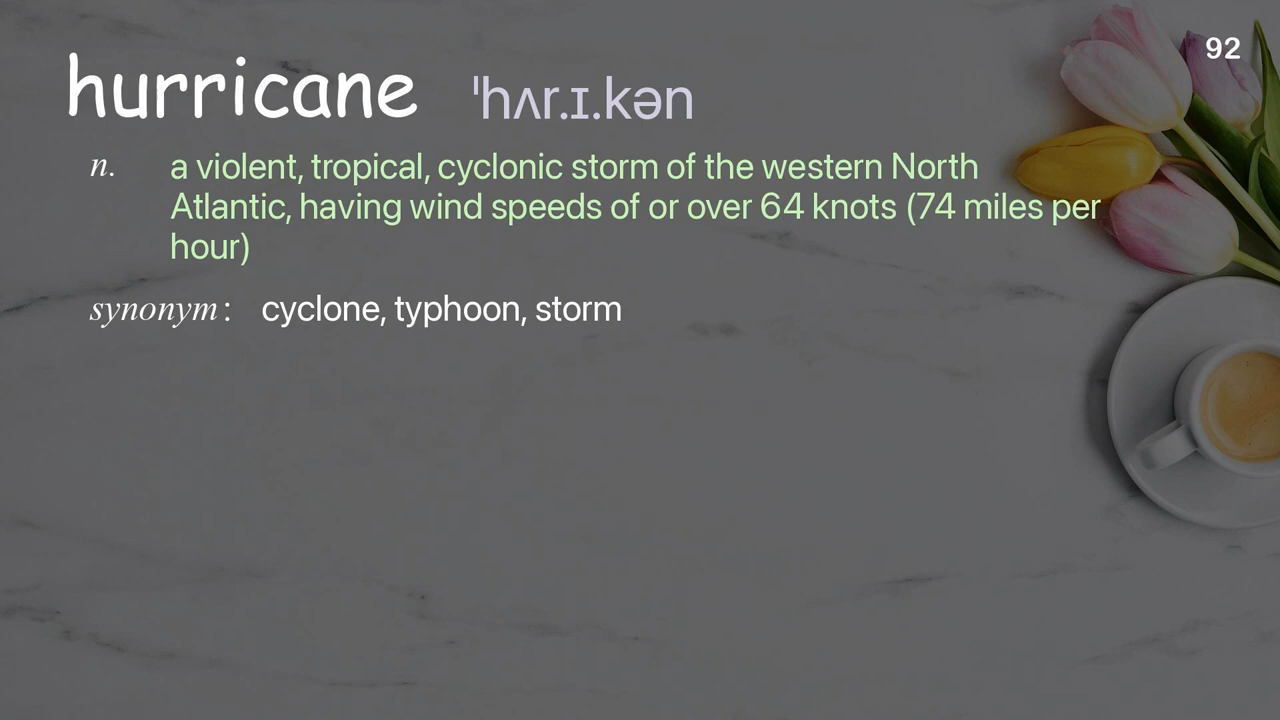 92
hurricane ˈhʌr.ɪ.kən
n. a violent, tropical, cyclonic storm of the western North
Atlantic, having wind speeds of or over 64 knots (74 miles per
hour)
synonym: cyclone, typhoon, storm